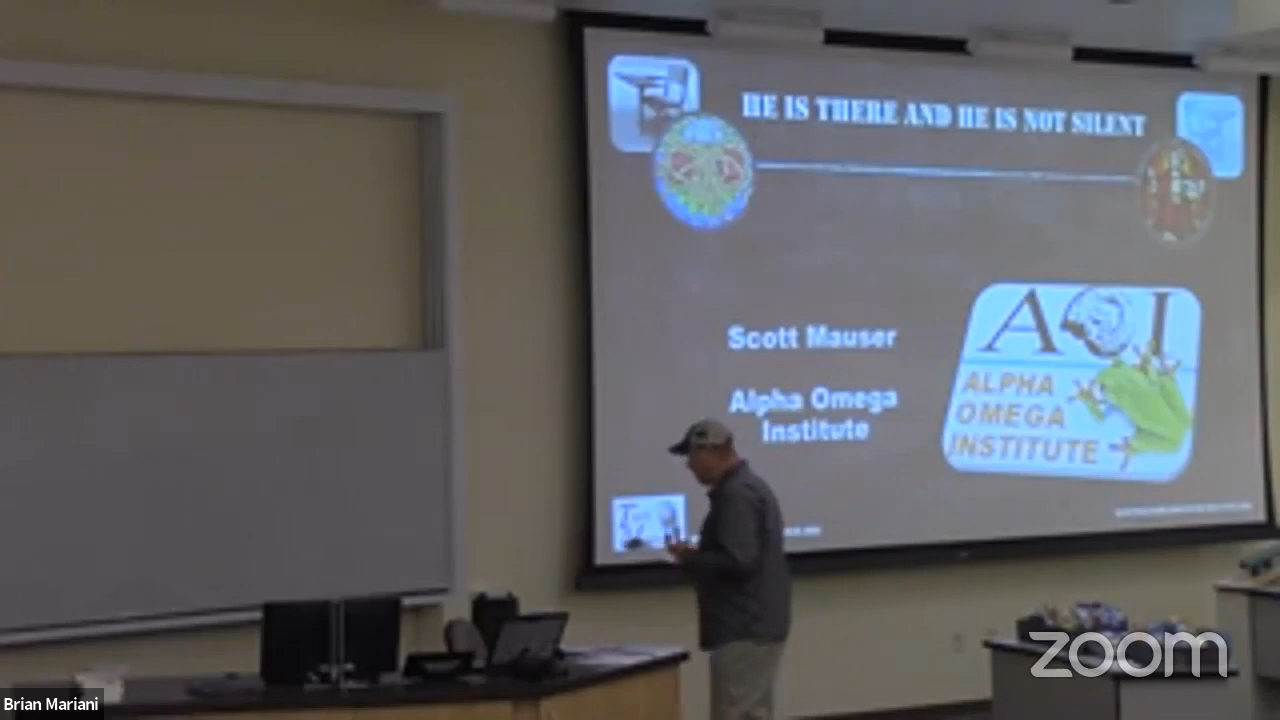 HE IS THERE AND HE IS NOT SILENT
Scott Mauser
Alpha Omega
Institute
AOI
ALPHA
OMEGA
INSTITUTE
zoom
Brian Mariani